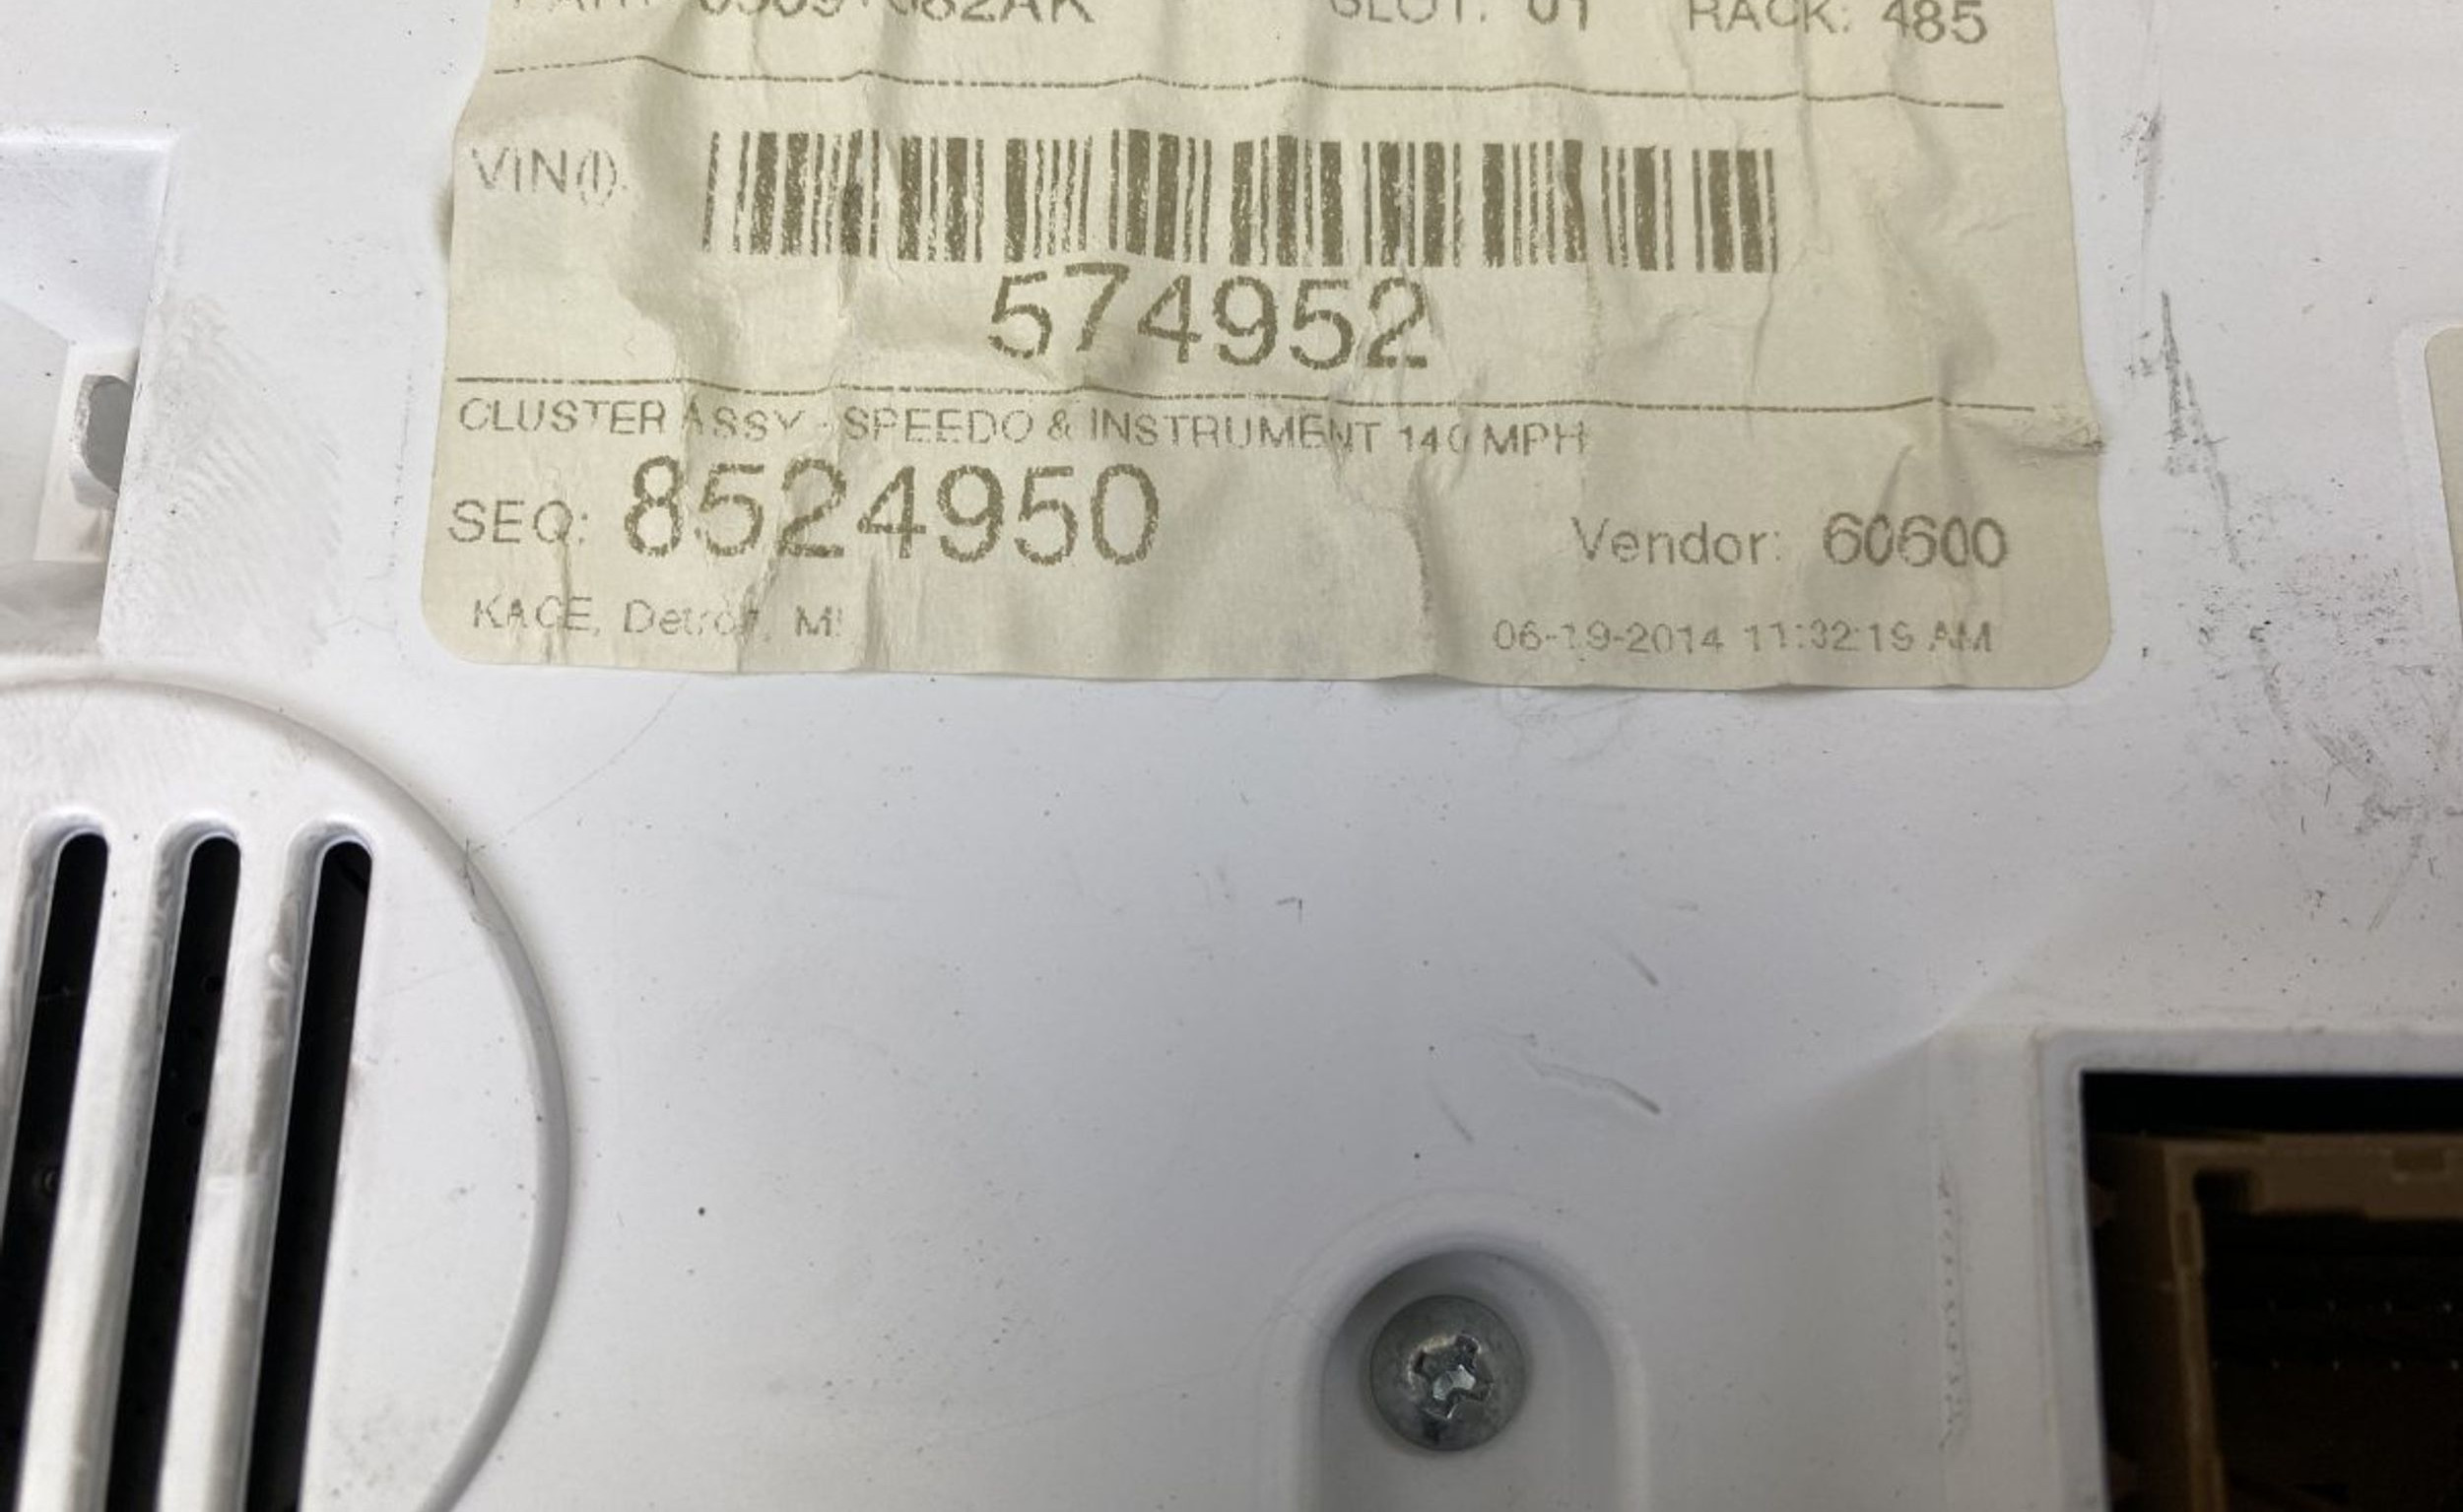 SLOT: 01 RACK: 485
VIN(I):
574952
CLUSTER ASSY - SPEEDO & INSTRUMENT 140 MPH
SEQ: 8524950 Vendor: 60600
KACE, Detroit, MI
06-19-2014 11:32:19 AM